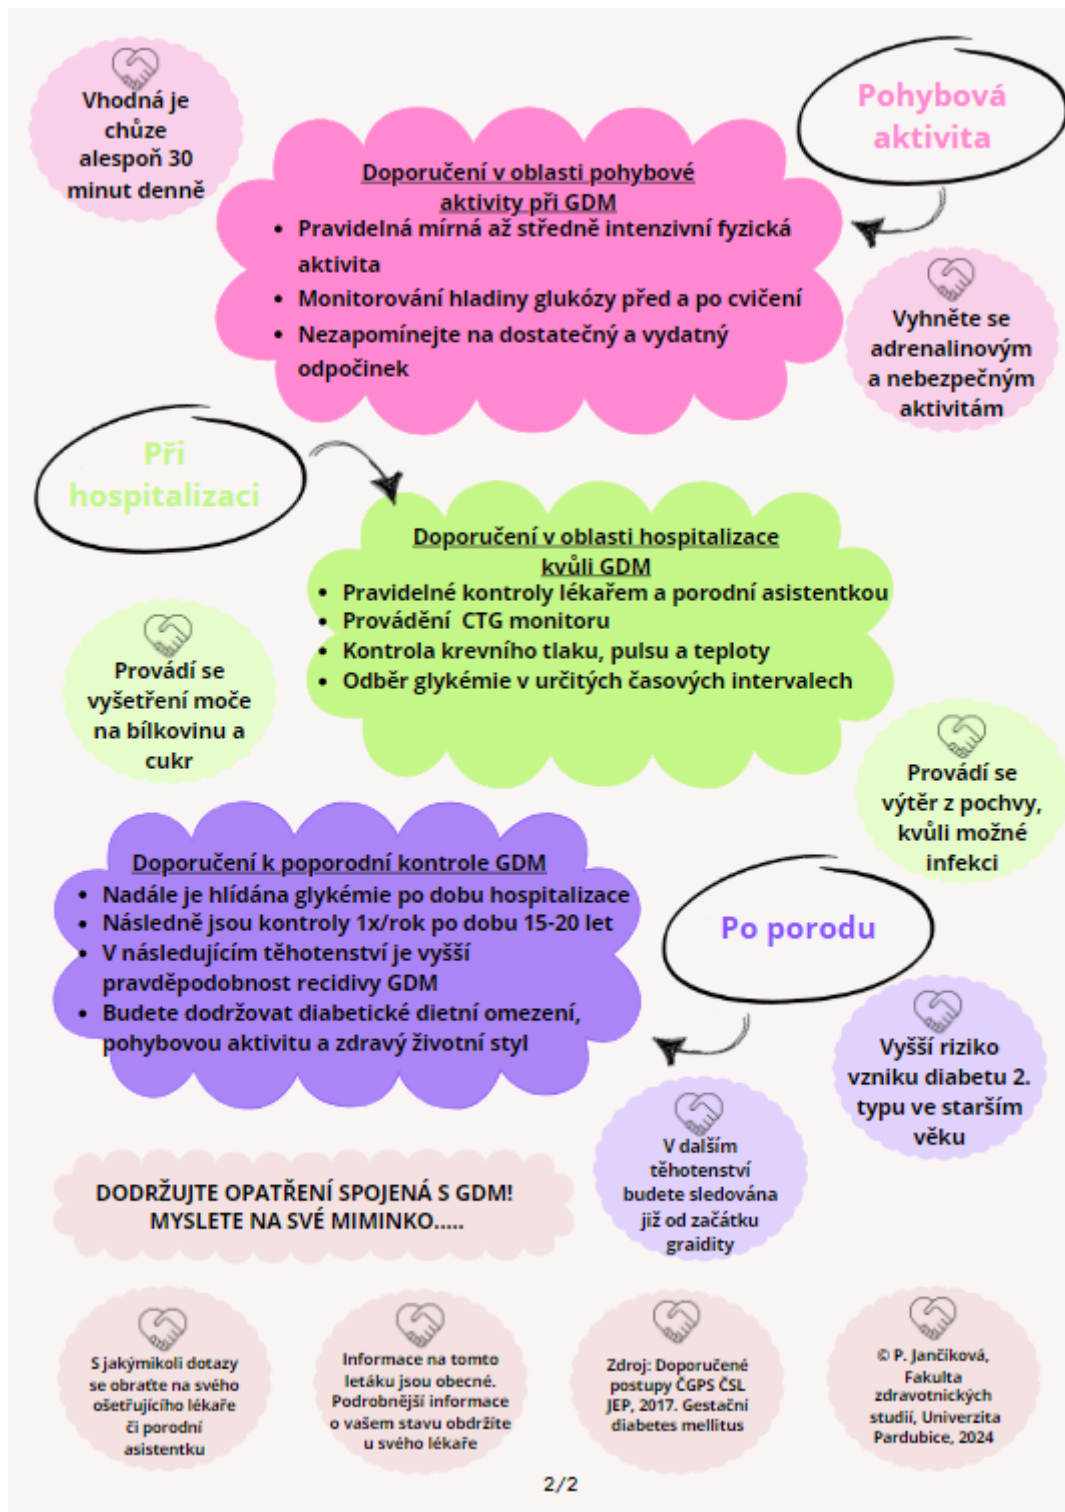 Vhodná je
chůze
alespoň 30
minut denně
Pohybová
aktivita
Doporučení v oblasti pohybové
aktivity při GDM
• Pravidelná mírná až středně intenzivní fyzická
aktivita
• Monitorování hladiny glukózy před a po cvičení
• Nezapomínejte na dostatečný a vydatný
odpočinek
Vyhněte se
adrenalinovým
a nebezpečným
aktivitám
Při
hospitalizaci
Doporučení v oblasti hospitalizace
kvůli GDM
• Pravidelné kontroly lékařem a porodní asistentkou
• Provádění CTG monitoru
• Kontrola krevního tlaku, pulsu a teploty
• Odběr glykémie v určitých časových intervalech
Provádí se
vyšetření moče
na bílkovinu a
cukr
Provádí se
výtěr z pochvy,
kvůli možné
infekci
Doporučení k poporodní kontrole GDM
• Nadále je hlídána glykémie po dobu hospitalizace
• Následně jsou kontroly 1x/rok po dobu 15-20 let
• V následujícím těhotenství je vyšší
pravděpodobnost recidivy GDM
• Budete dodržovat diabetické dietní omezení,
pohybovou aktivitu a zdravý životní styl
Po porodu
Vyšší riziko
vzniku diabetu 2.
typu ve starším
věku
V dalším
těhotenství
budete sledována
již od začátku
graidity
DODRŽUJTE OPATŘENÍ SPOJENÁ S GDM!
MYSLETE NA SVÉ MIMINKO.....
S jakýmikoli dotazy
se obraťte na svého
ošetřujícího lékaře
či porodní
asistentku
Informace na tomto
letáku jsou obecné.
Podrobnější informace
o vašem stavu obdržíte
u svého lékaře
Zdroj: Doporučené
postupy ČGPS ČSL
JEP, 2017. Gestační
diabetes mellitus
© P. Jančíková,
Fakulta
zdravotnických
studií, Univerzita
Pardubice, 2024
2/2